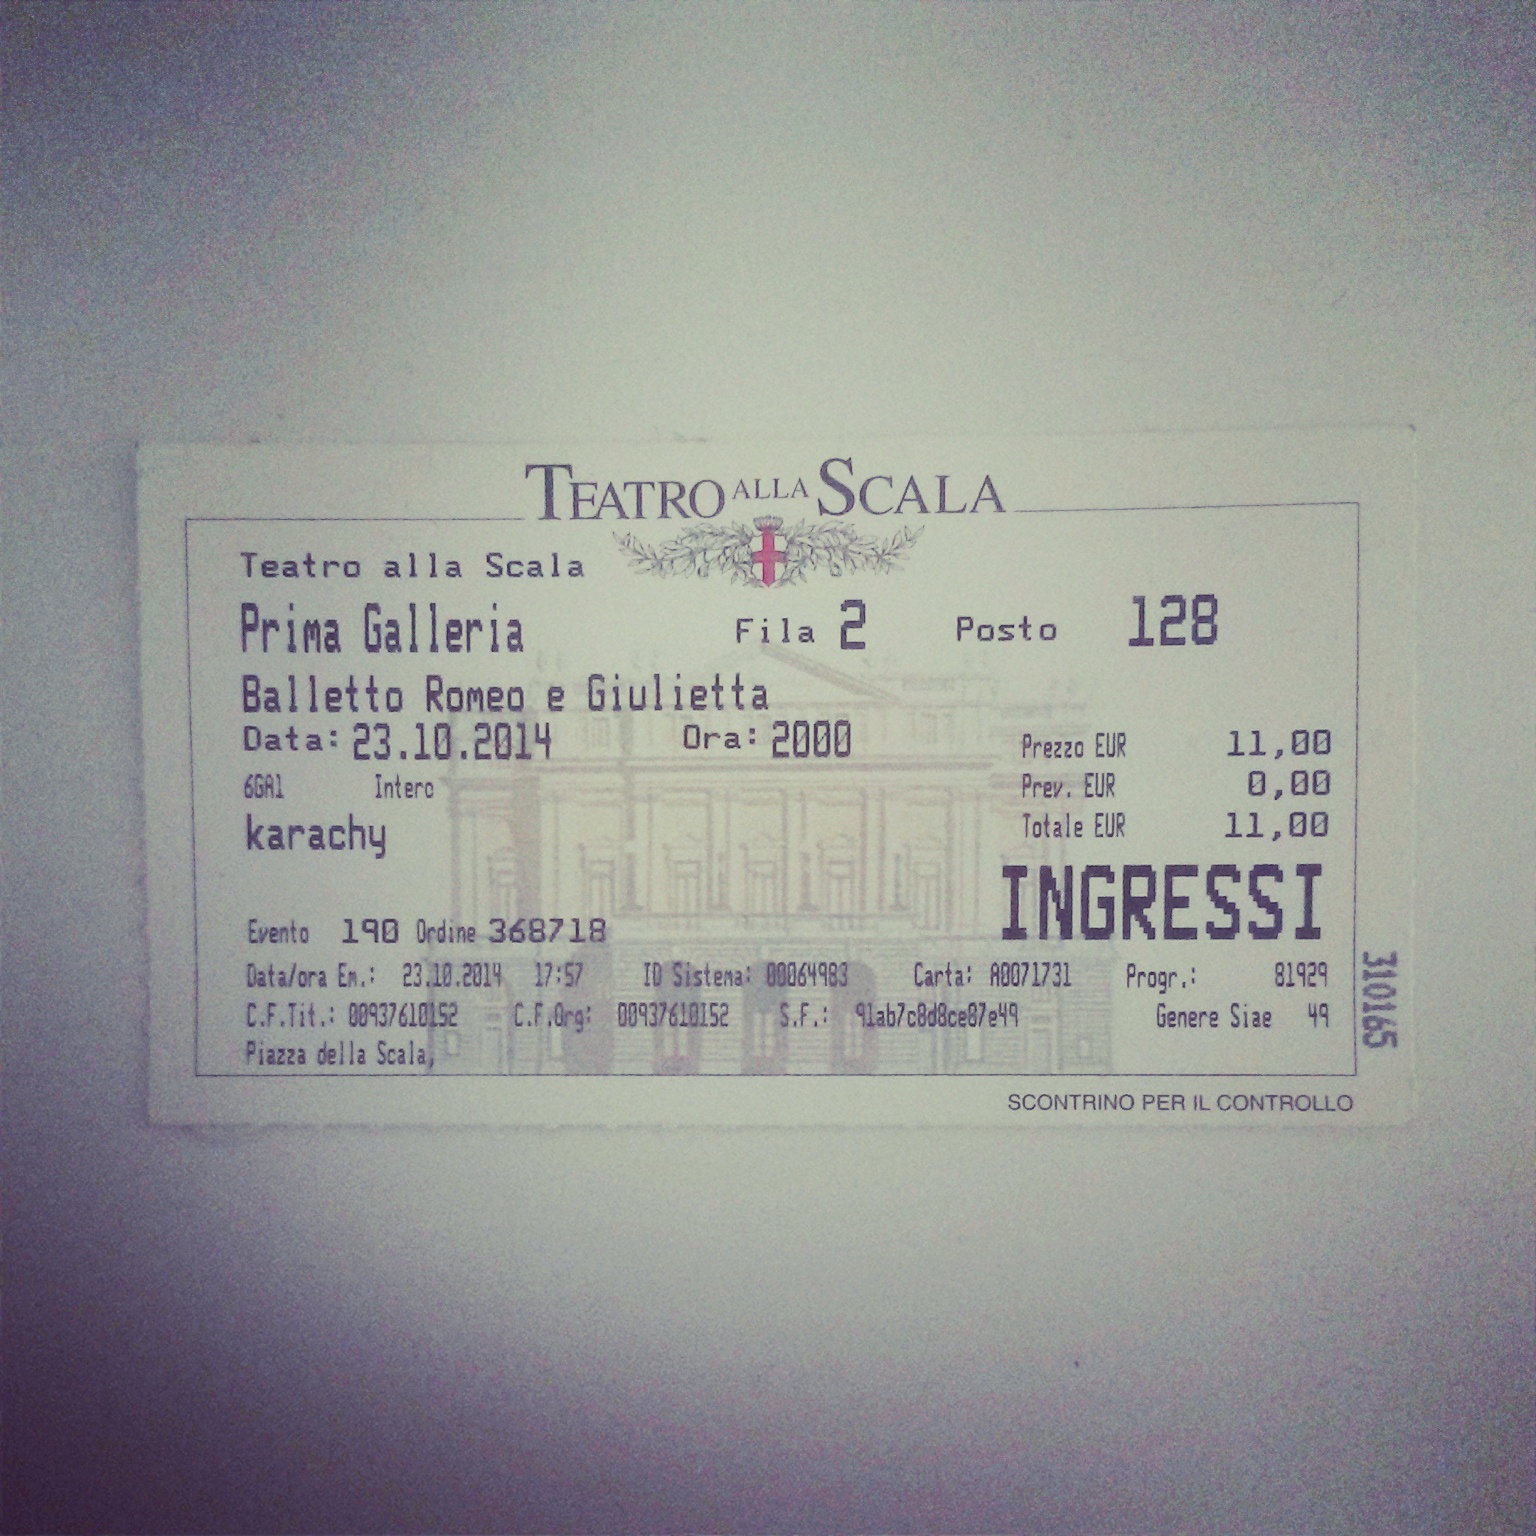 TEATRO ALLA SCALA
Teatro alla Scala
Prima Galleria Fila 2 Posto 128
Balletto Romeo e Giulietta
Data: 23.10.2014 Ora: 2000
Prezzo EUR 11,00
6GA1 Intero
Prev. EUR 0,00
karachy
Totale EUR 11,00
INGRESSI
Evento 190 Ordine 368718
Data/ora Em.: 23.10.2014 17:57 ID Sistema: 00064983 Carta: A0071731 Progr.: 81929
C.F.Tit.: 00937610152 C.F.Org: 00937610152 S.F.: 91ab7c8d8ce87e49 Genere Siae 49
Piazza della Scala,
310165
SCONTRINO PER IL CONTROLLO